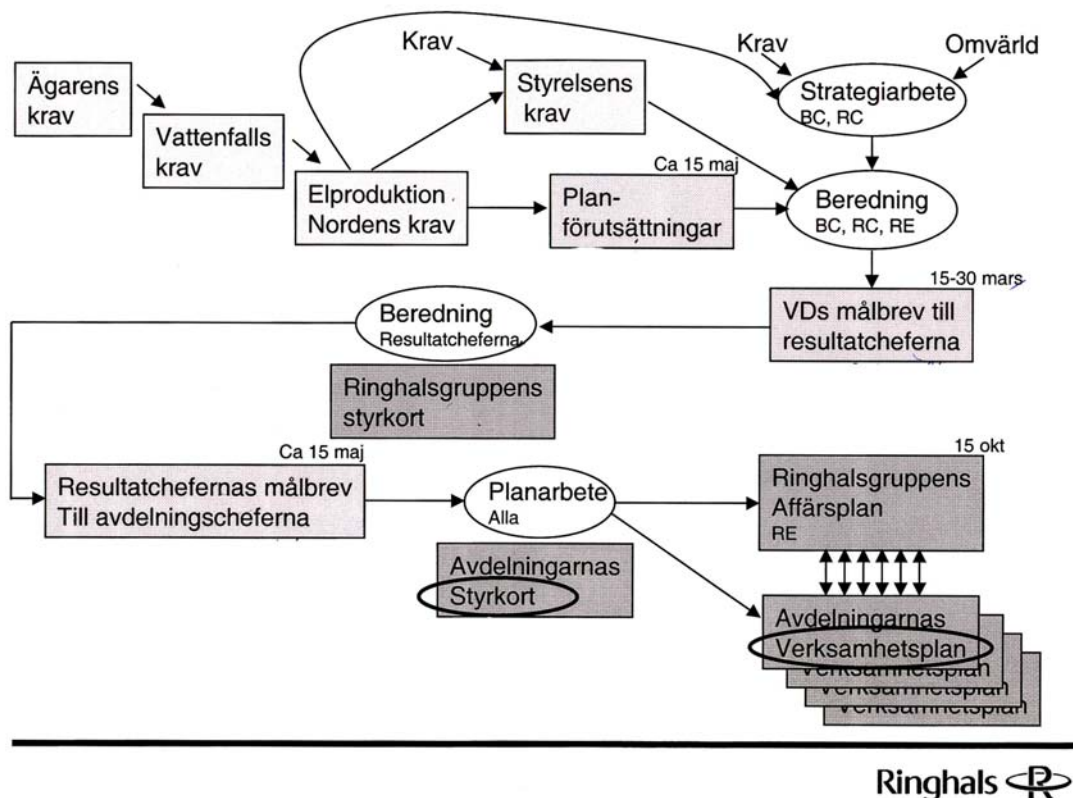 Krav
Krav
Omvärld
Ägarens
krav
Styrelsens
krav
Strategiarbete
BC, RC
Vattenfalls
krav
Ca 15 maj
Elproduktion
Nordens krav
Plan-
förutsättningar
Beredning
BC, RC, RE
15-30 mars
VDs målbrev till
resultatcheferna
Beredning
Resultatcheferna
Ringhalsgruppens
styrkort
Ca 15 maj
Resultatchefernas målbrev
Till avdelningscheferna
Planarbete
Alla
15 okt
Ringhalsgruppens
Affärsplan
RE
Avdelningarnas
Styrkort
Avdelningarnas
Verksamhetsplan
Verksamhetsplan
Verksamhetsplan
Verksamhetsplan
Ringhals R